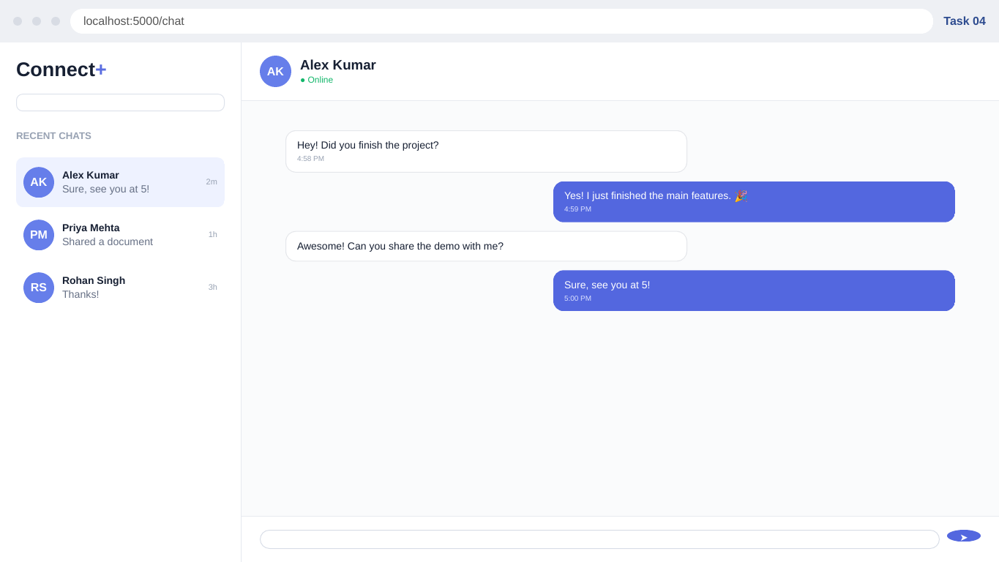 localhost:5000/chat
Task 04
Connect+
RECENT CHATS
AK
Alex Kumar
Sure, see you at 5!
2m
PM
Priya Mehta
Shared a document
1h
RS
Rohan Singh
Thanks!
3h
AK
Alex Kumar
● Online
Hey! Did you finish the project?
4:58 PM
Yes! I just finished the main features. 🎉
4:59 PM
Awesome! Can you share the demo with me?
Sure, see you at 5!
5:00 PM
➤